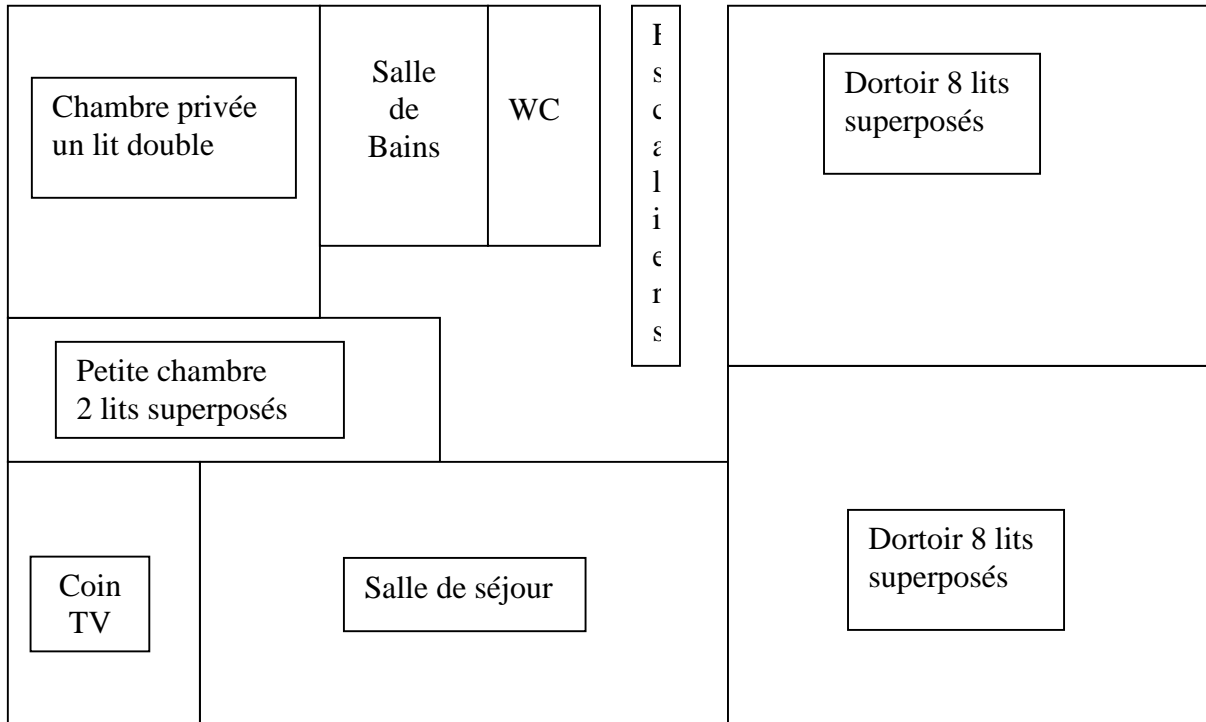 Chambre privée
un lit double
Salle
de
Bains
WC
E
s
c
a
l
i
e
r
s
Dortoir 8 lits
superposés
Petite chambre
2 lits superposés
Coin
TV
Salle de séjour
Dortoir 8 lits
superposés